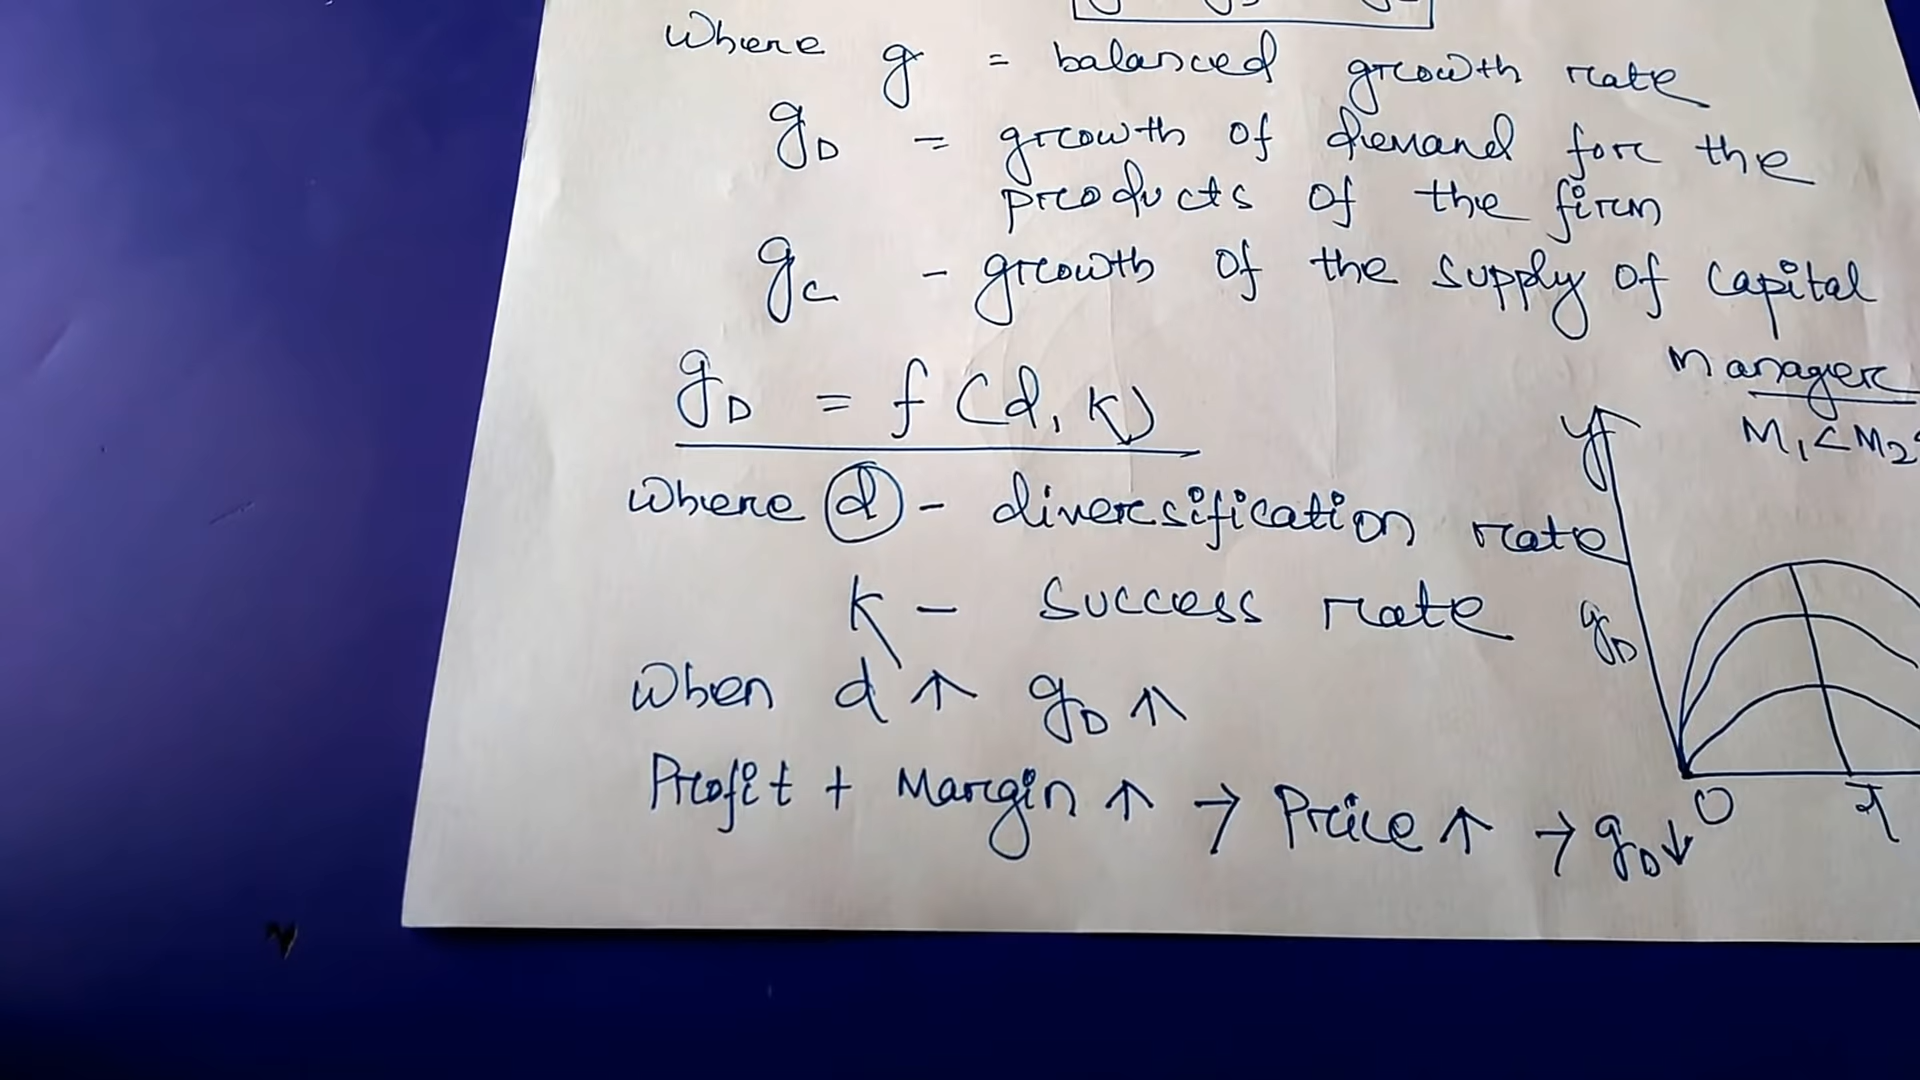 Where g = balanced growth rate
gD = growth of demand for the
products of the firm
gc - growth of the supply of capital
gD = f (d, k)
Where d - diversification rate
k - success rate
When d ↑ gD ↑
Profit + Margin ↑ → Price ↑ → gD ↓
Manager
M1 < M2 <
y
gD
O